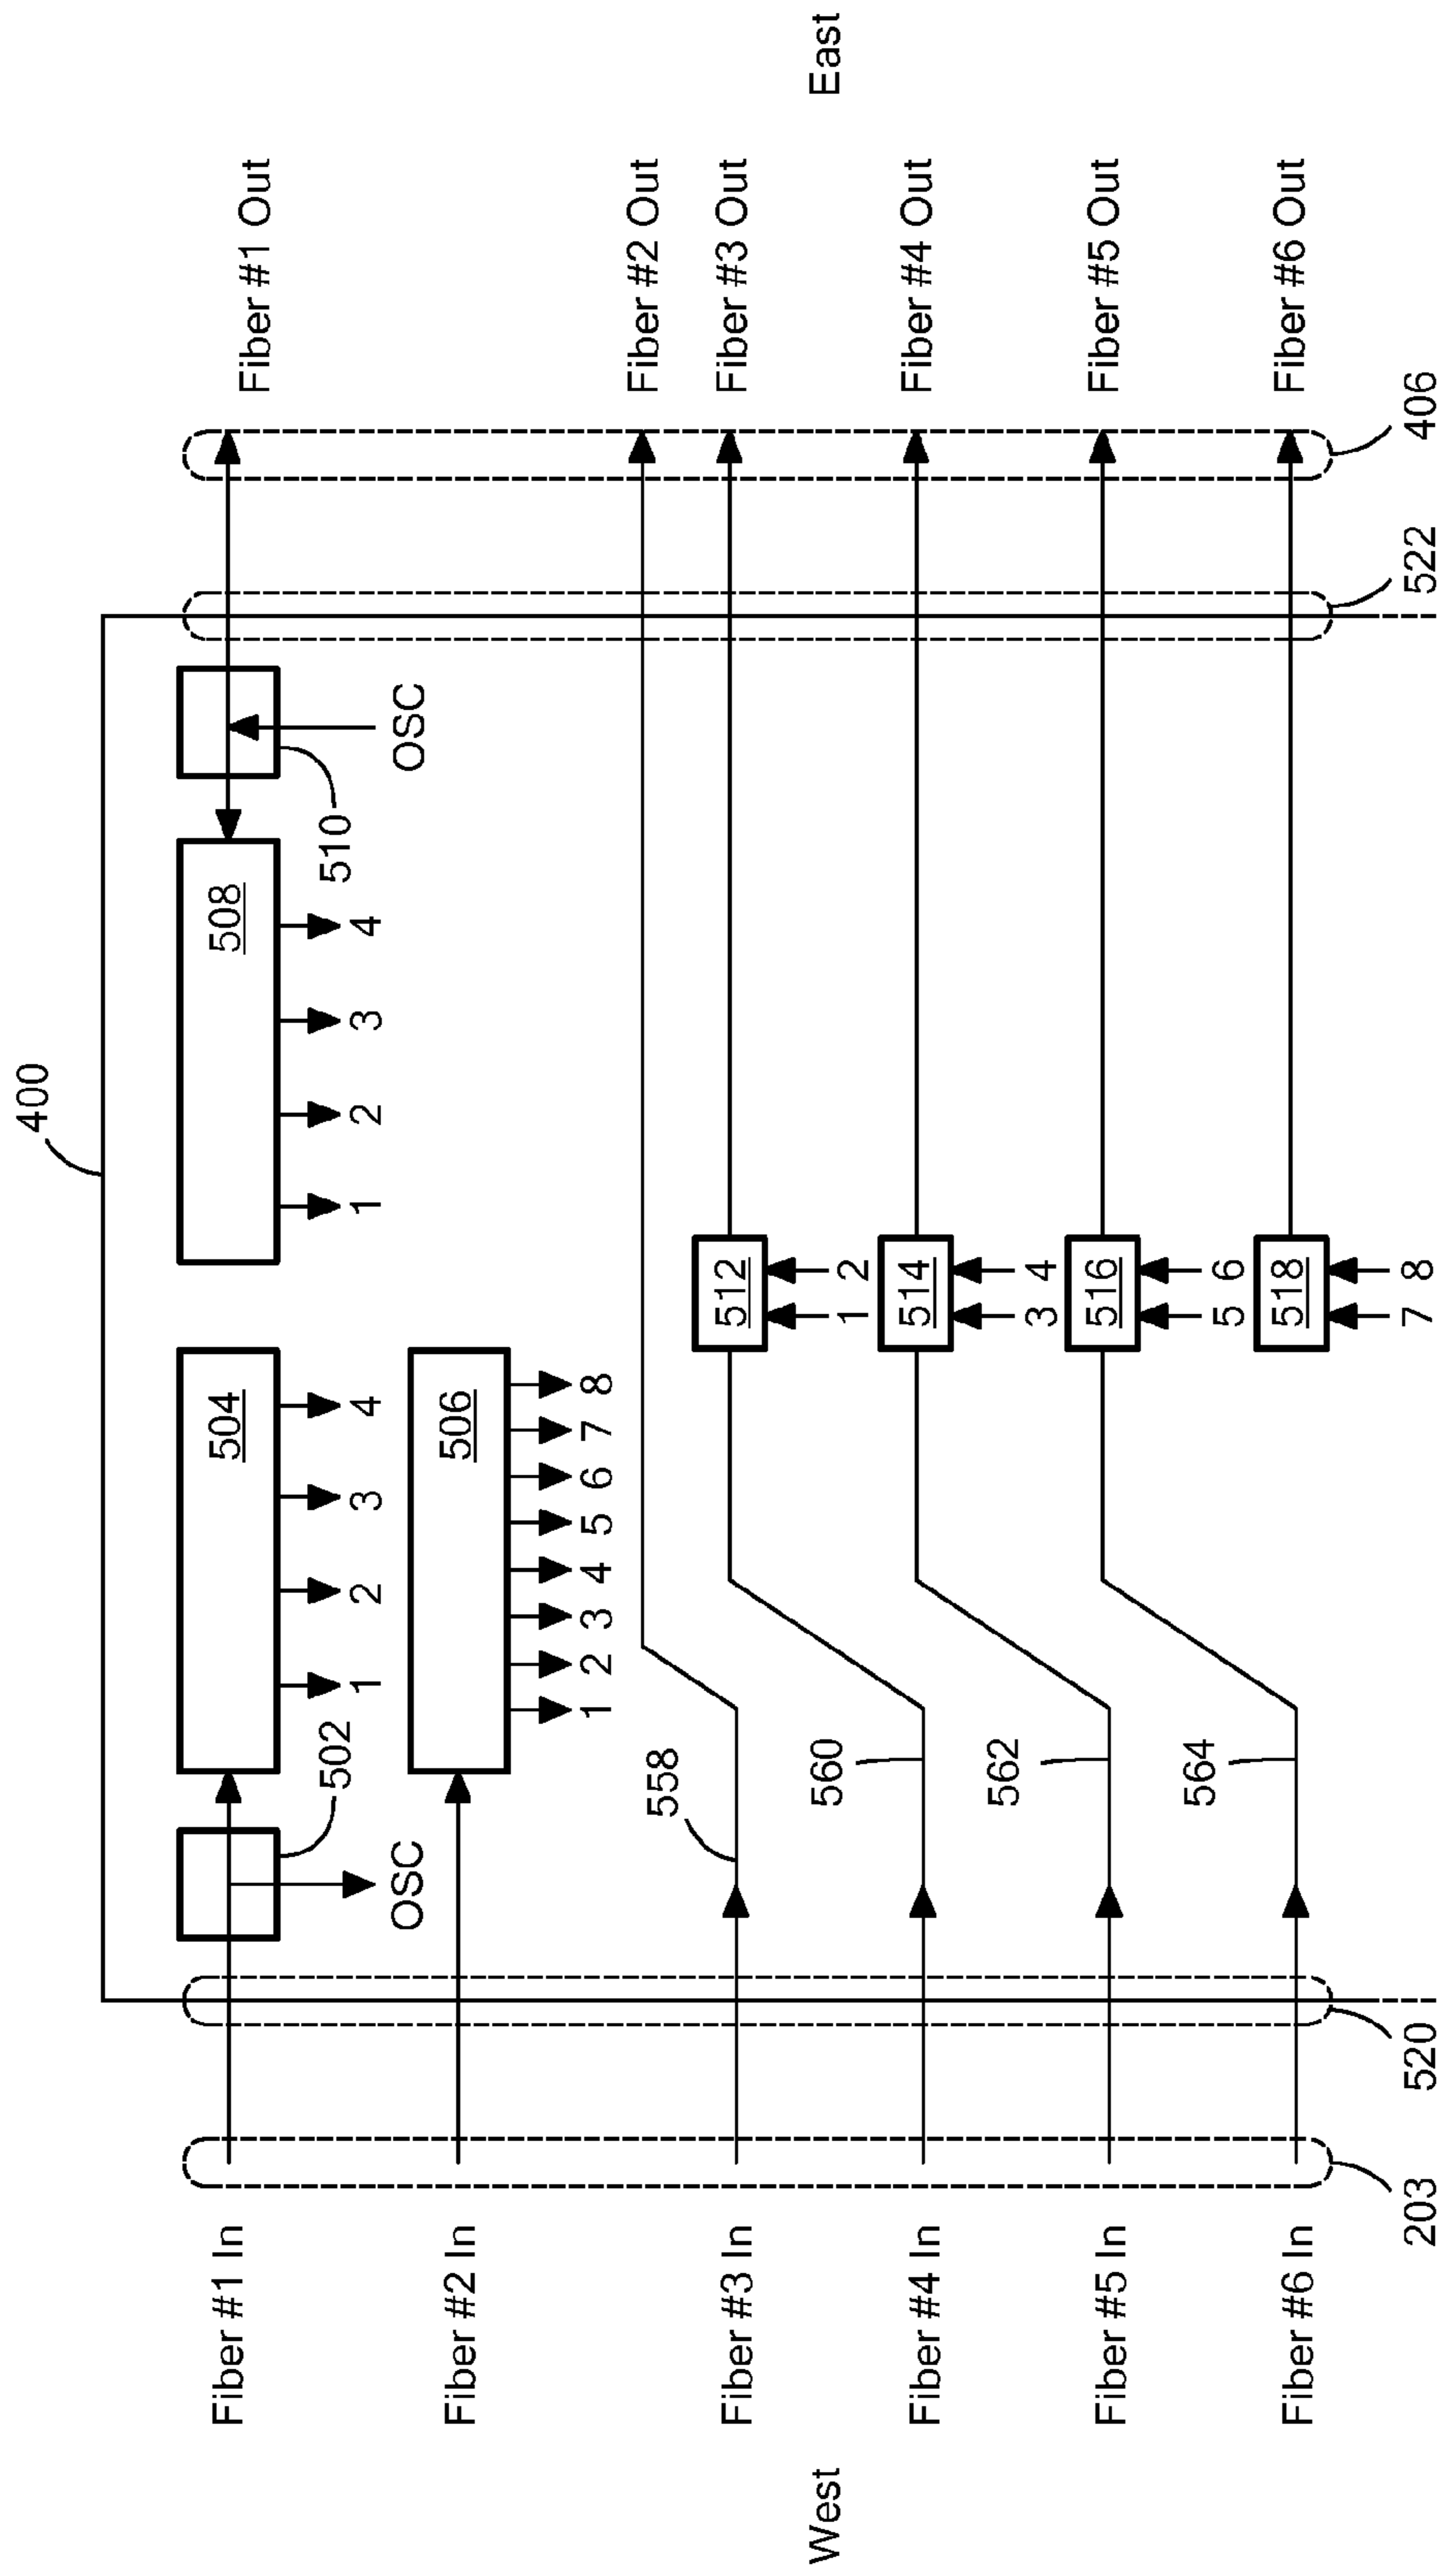 400
West
East
Fiber #1 In
Fiber #2 In
Fiber #3 In
Fiber #4 In
Fiber #5 In
Fiber #6 In
203
520
502
OSC
504
1 2 3 4
506
1 2 3 4 5 6 7 8
508
1 2 3 4
510
OSC
558
560
562
564
512
1 2
514
3 4
516
5 6
518
7 8
522
406
Fiber #1 Out
Fiber #2 Out
Fiber #3 Out
Fiber #4 Out
Fiber #5 Out
Fiber #6 Out